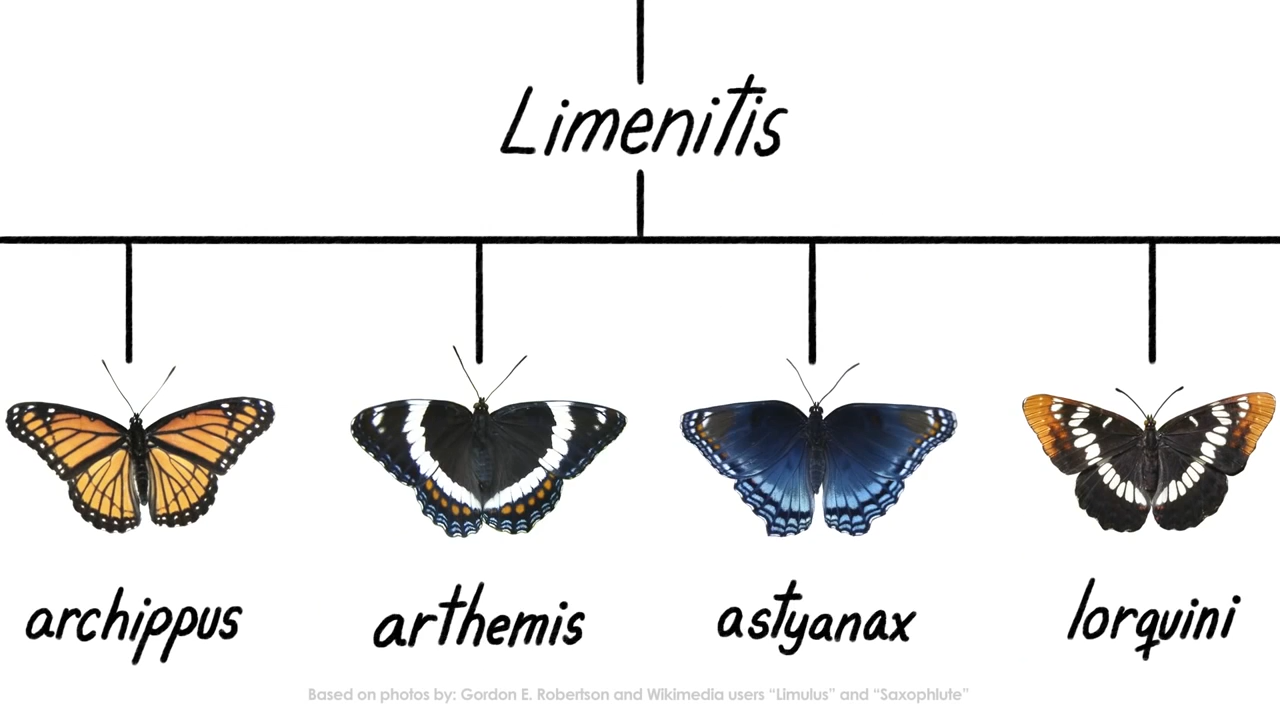 Limenitis
archippus
arthemis
astyanax
lorquini
Based on photos by: Gordon E. Robertson and Wikimedia users “Limulus” and “Saxophlute”